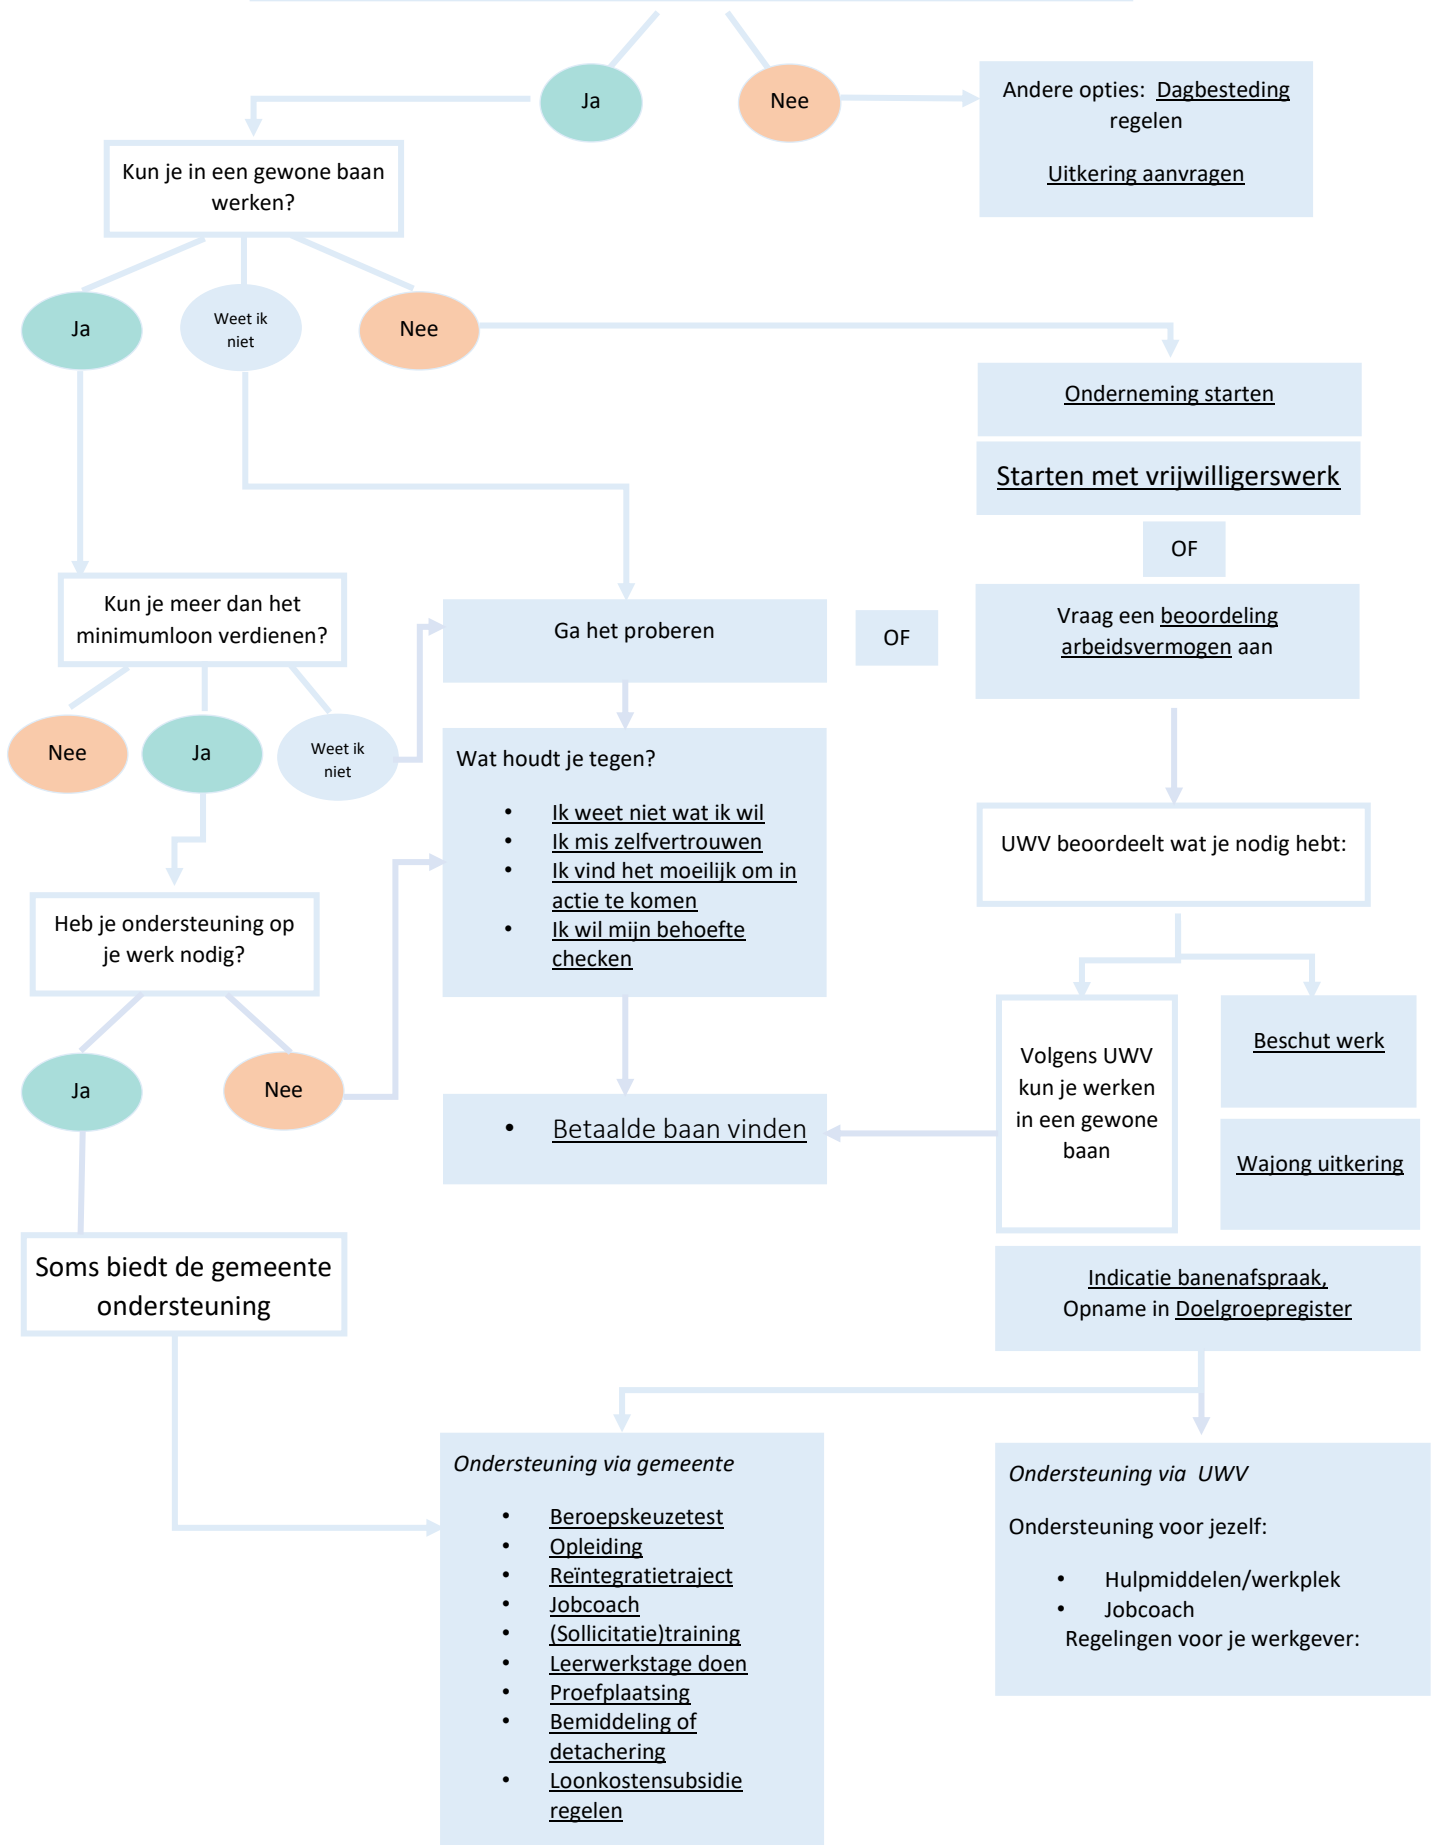 Ja
Nee
Andere opties: Dagbesteding
regelen
Uitkering aanvragen
Kun je in een gewone baan
werken?
Ja
Weet ik
niet
Nee
Onderneming starten
Starten met vrijwilligerswerk
OF
Kun je meer dan het
minimumloon verdienen?
Ga het proberen
OF
Vraag een beoordeling
arbeidsvermogen aan
Nee
Ja
Weet ik
niet
Wat houdt je tegen?
• Ik weet niet wat ik wil
• Ik mis zelfvertrouwen
• Ik vind het moeilijk om in
actie te komen
• Ik wil mijn behoefte
checken
UWV beoordeelt wat je nodig hebt:
Heb je ondersteuning op
je werk nodig?
Ja
Nee
• Betaalde baan vinden
Volgens UWV
kun je werken
in een gewone
baan
Beschut werk
Wajong uitkering
Soms biedt de gemeente
ondersteuning
Indicatie banenafspraak,
Opname in Doelgroepregister
Ondersteuning via gemeente
• Beroepskeuzetest
• Opleiding
• Reïntegratietraject
• Jobcoach
• (Sollicitatie)training
• Leerwerkstage doen
• Proefplaatsing
• Bemiddeling of
detachering
• Loonkostensubsidie
regelen
Ondersteuning via UWV
Ondersteuning voor jezelf:
• Hulpmiddelen/werkplek
• Jobcoach
Regelingen voor je werkgever: